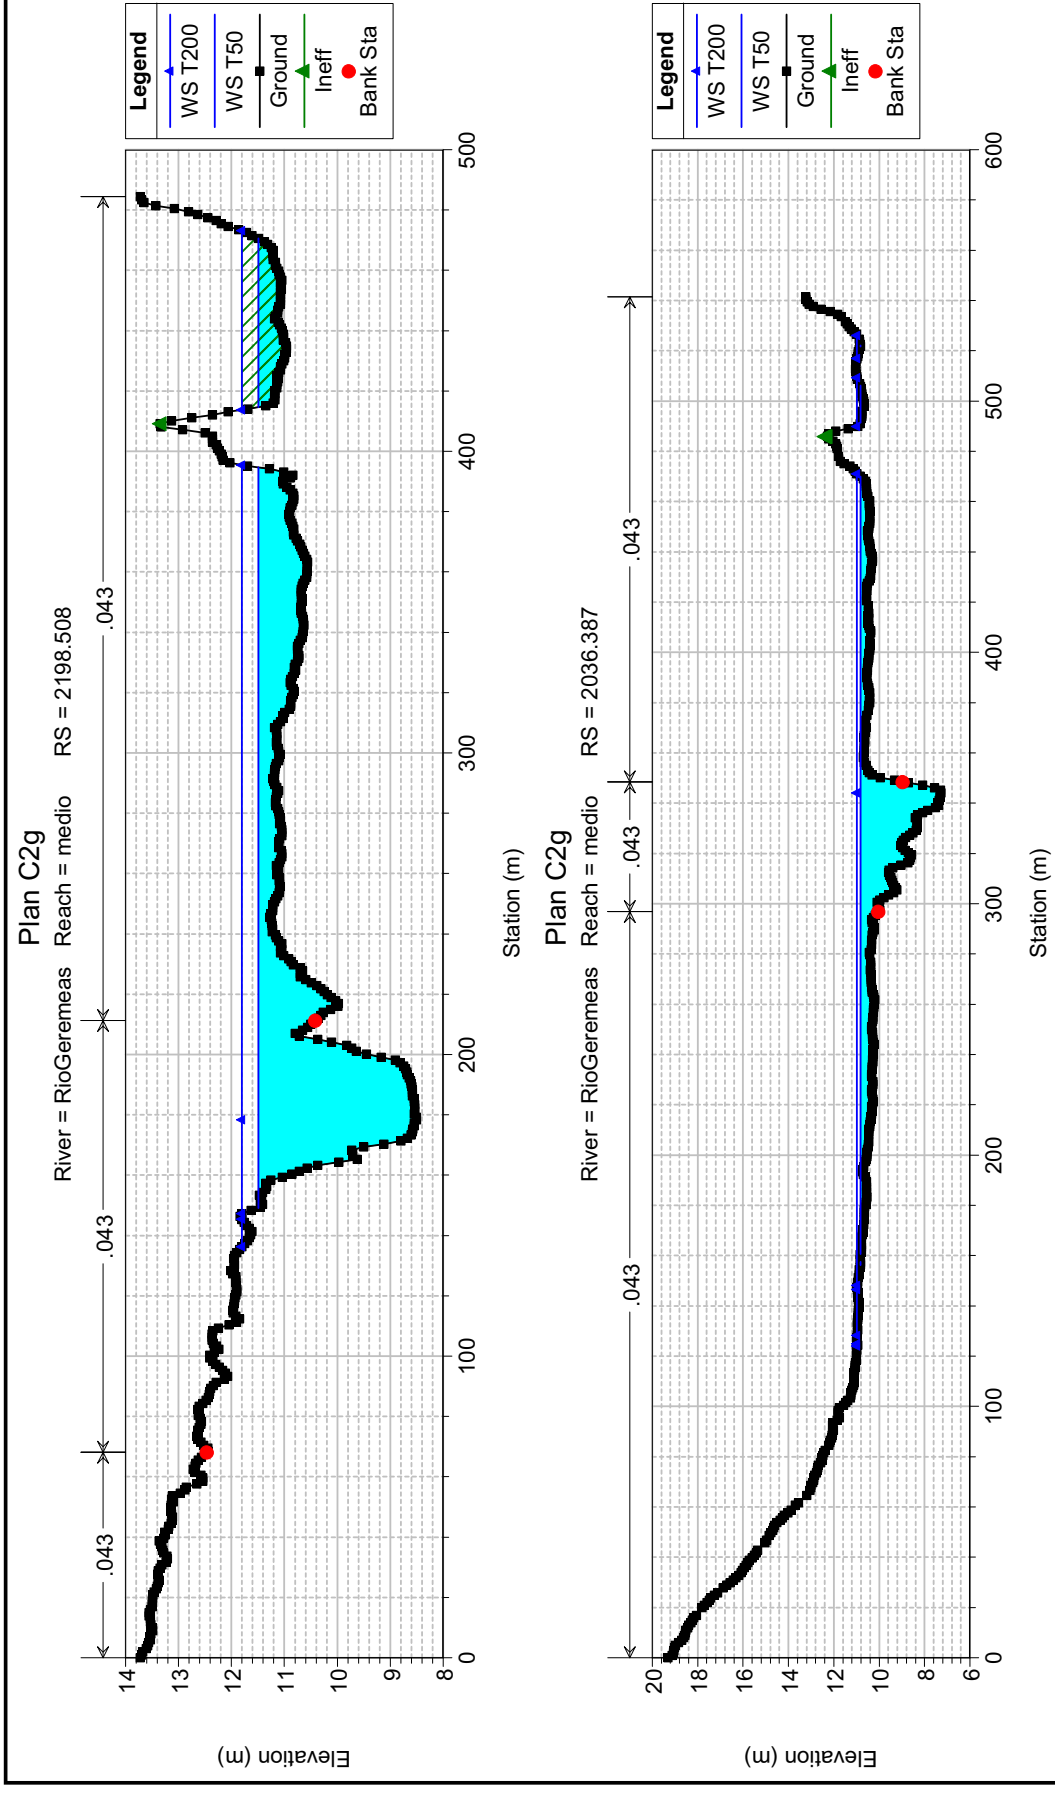 Plan C2g
River = RioGeremeas   Reach = medio     RS = 2198.508
.043
.043
.043
14
13
12
11
10
9
8
0
100
200
300
400
500
Elevation (m)
Station (m)
Legend
WS T200
WS T50
Ground
Ineff
Bank Sta
Plan C2g
River = RioGeremeas   Reach = medio     RS = 2036.387
.043
.043
.043
20
18
16
14
12
10
8
6
0
100
200
300
400
500
600
Elevation (m)
Station (m)
Legend
WS T200
WS T50
Ground
Ineff
Bank Sta